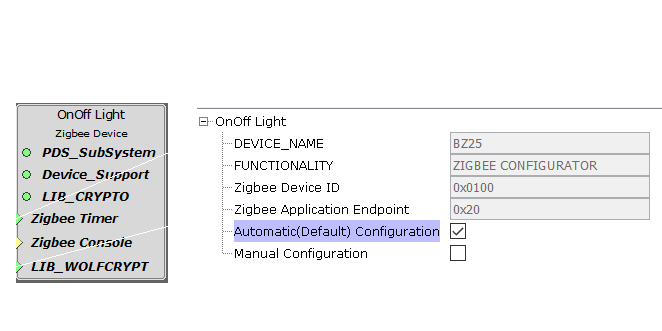 OnOff Light
Zigbee Device
PDS_SubSystem
Device_Support
LIB_CRYPTO
Zigbee Timer
Zigbee Console
LIB_WOLFCRYPT
OnOff Light
DEVICE_NAME BZ25
FUNCTIONALITY ZIGBEE CONFIGURATOR
Zigbee Device ID 0x0100
Zigbee Application Endpoint 0x20
Automatic(Default) Configuration
Manual Configuration